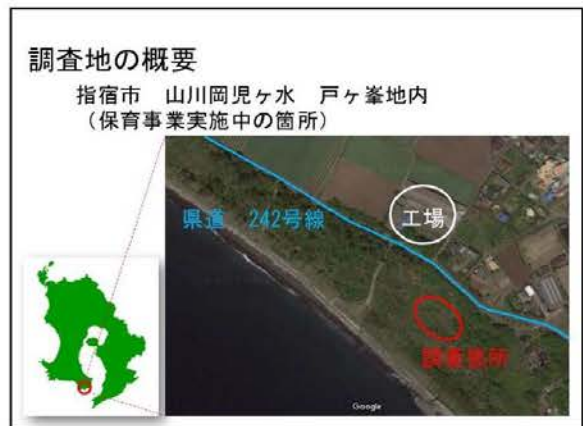 調査地の概要
指宿市　山川岡児ヶ水　戸ヶ峯地内
（保育事業実施中の箇所）
県道　242号線
工場
調査箇所
Google